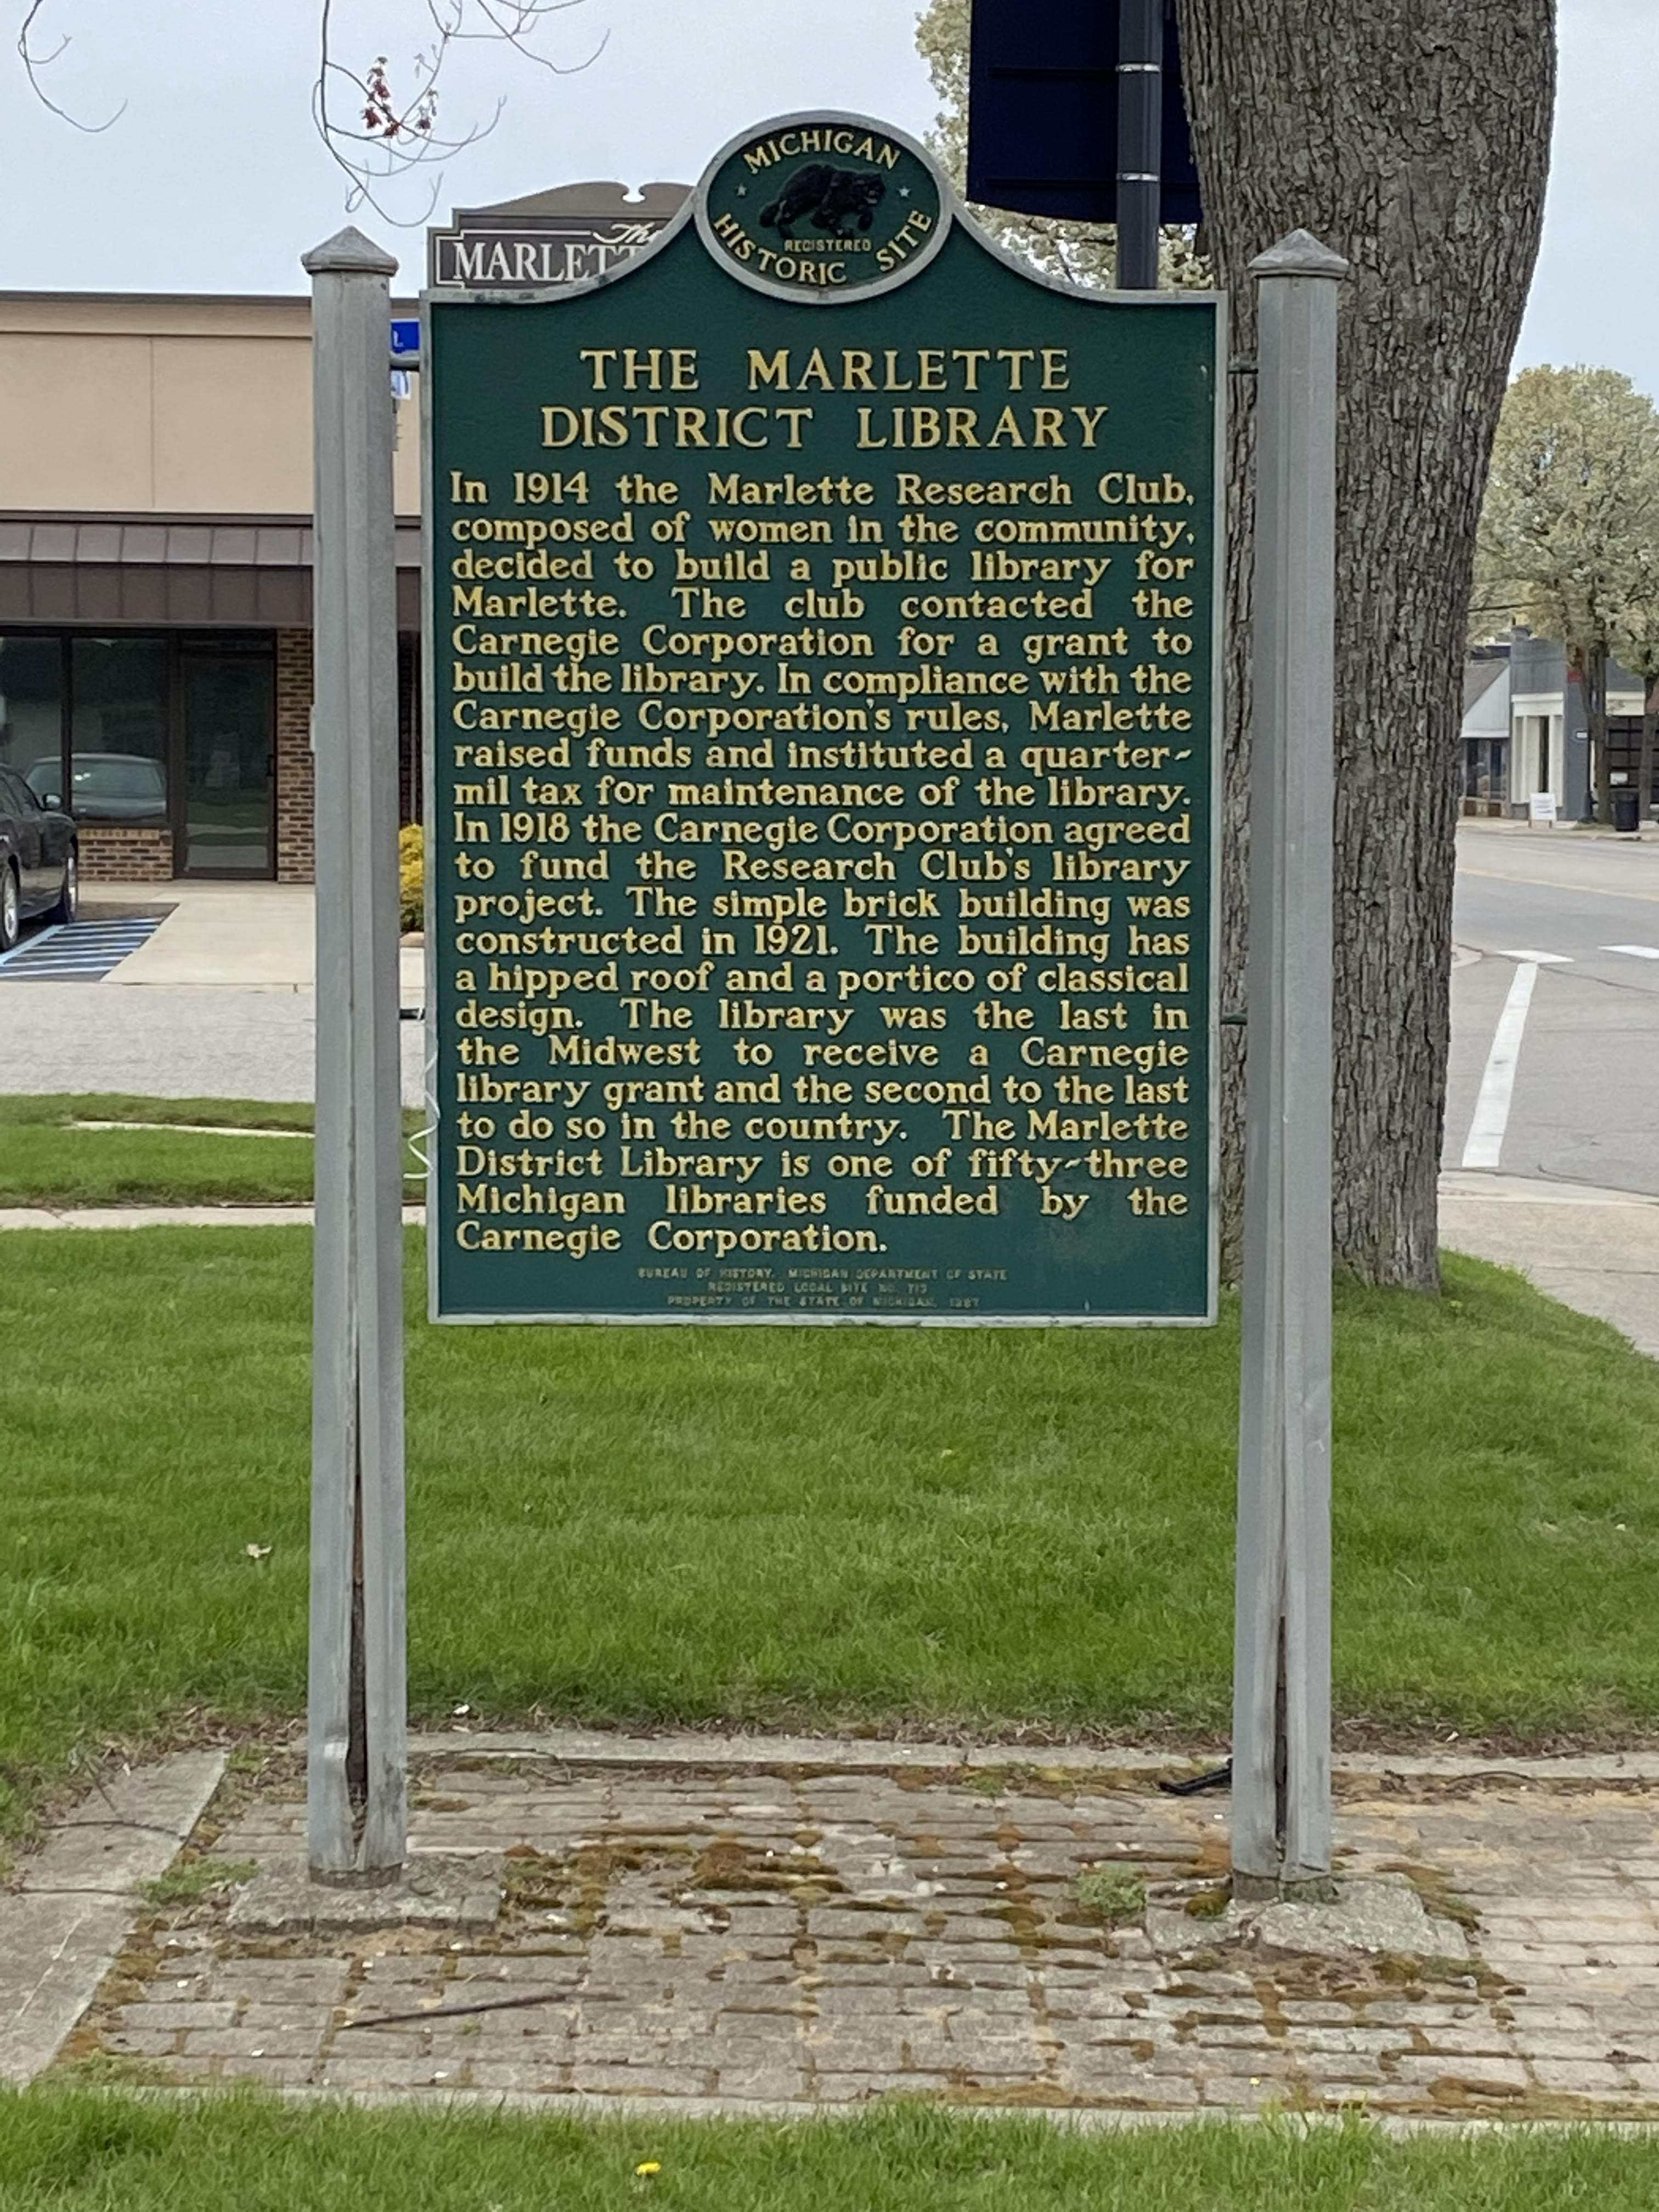 MICHIGAN
REGISTERED
HISTORIC SITE
The
MARLETT
THE MARLETTE
DISTRICT LIBRARY
In 1914 the Marlette Research Club,
composed of women in the community,
decided to build a public library for
Marlette. The club contacted the
Carnegie Corporation for a grant to
build the library. In compliance with the
Carnegie Corporation's rules, Marlette
raised funds and instituted a quarter-
mil tax for maintenance of the library.
In 1918 the Carnegie Corporation agreed
to fund the Research Club's library
project. The simple brick building was
constructed in 1921. The building has
a hipped roof and a portico of classical
design. The library was the last in
the Midwest to receive a Carnegie
library grant and the second to the last
to do so in the country. The Marlette
District Library is one of fifty-three
Michigan libraries funded by the
Carnegie Corporation.
BUREAU OF HISTORY, MICHIGAN DEPARTMENT OF STATE
REGISTERED LOCAL SITE NO. 713
PROPERTY OF THE STATE OF MICHIGAN, 1987